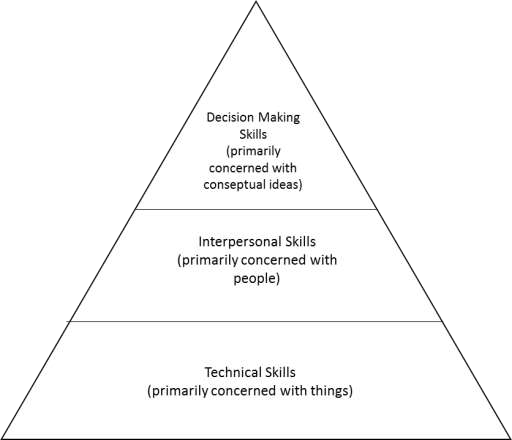 Decision Making
Skills
(primarily
concerned with
conseptual ideas)
Interpersonal Skills
(primarily concerned with
people)
Technical Skills
(primarily concerned with things)